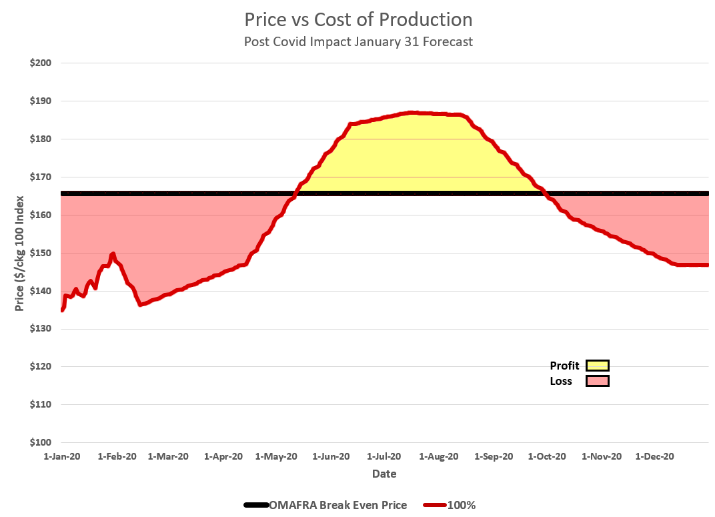 Price vs Cost of Production
Post Covid Impact January 31 Forecast
Price ($/ckg 100 Index
$200
$190
$180
$170
$160
$150
$140
$130
$120
$110
$100
Profit
Loss
1-Jan-20 1-Feb-20 1-Mar-20 1-Apr-20 1-May-20 1-Jun-20 1-Jul-20 1-Aug-20 1-Sep-20 1-Oct-20 1-Nov-20 1-Dec-20
Date
OMAFRA Break Even Price 100%